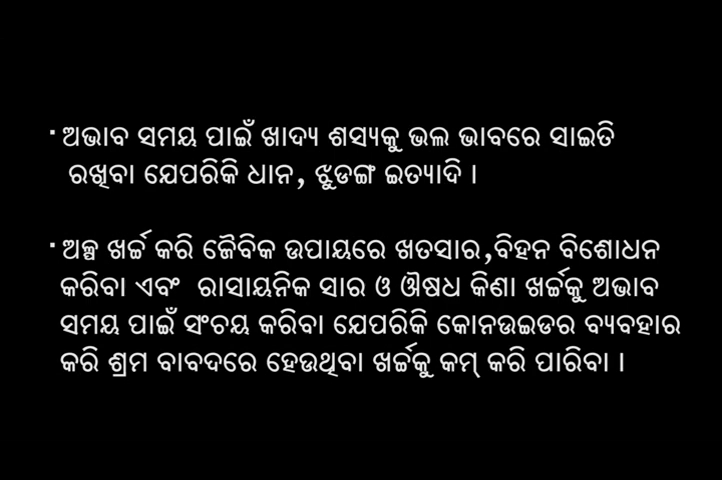 · ଅଭାବ ସମୟ ପାଇଁ ଖାଦ୍ୟ ଶସ୍ୟକୁ ଭଲ ଭାବରେ ସାଇତି
ରଖିବା ଯେପରିକି ଧାନ, ଝୁଡଙ୍ଗ ଇତ୍ୟାଦି ।
· ଅଳ୍ପ ଖର୍ଚ୍ଚ କରି ଜୈବିକ ଉପାୟରେ ଖତସାର,ବିହନ ବିଶୋଧନ
କରିବା ଏବଂ ରାସାୟନିକ ସାର ଓ ଔଷଧ କିଣା ଖର୍ଚ୍ଚକୁ ଅଭାବ
ସମୟ ପାଇଁ ସଂଚୟ କରିବା ଯେପରିକି କୋନଉଇଡର ବ୍ୟବହାର
କରି ଶ୍ରମ ବାବଦରେ ହେଉଥିବା ଖର୍ଚ୍ଚକୁ କମ୍ କରି ପାରିବା ।